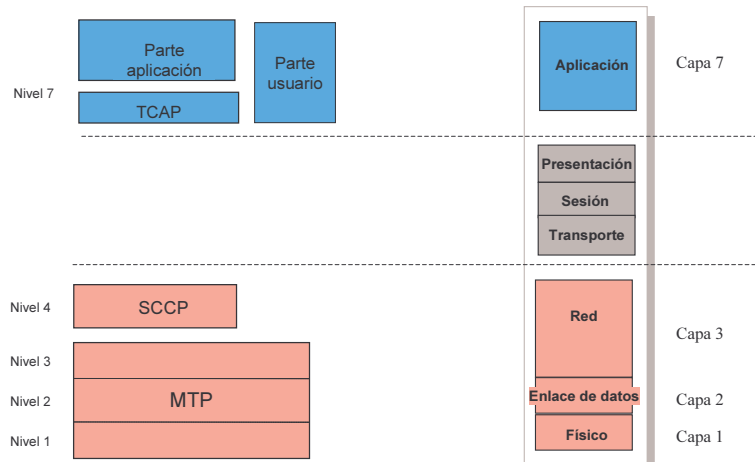 Parte
aplicación
Parte
usuario
Nivel 7
TCAP
Aplicación
Capa 7
Presentación
Sesión
Transporte
Nivel 4
SCCP
Nivel 3
Nivel 2
MTP
Nivel 1
Red
Capa 3
Enlace de datos
Capa 2
Físico
Capa 1